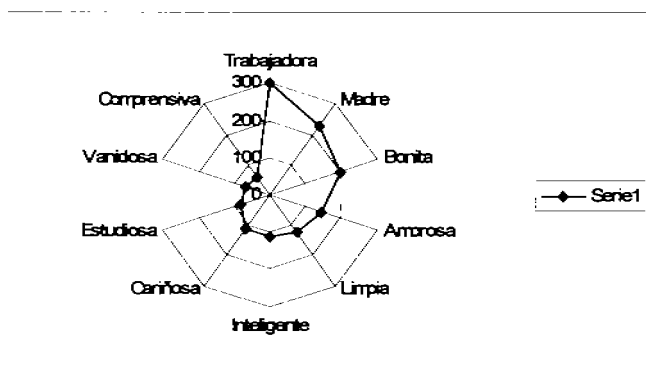 Trabajadora
300
Comprensiva
Madre
200
Vanidosa
100
Bonita
0
Serie1
Estudiosa
Amorosa
Cariñosa
Limpia
Inteligente